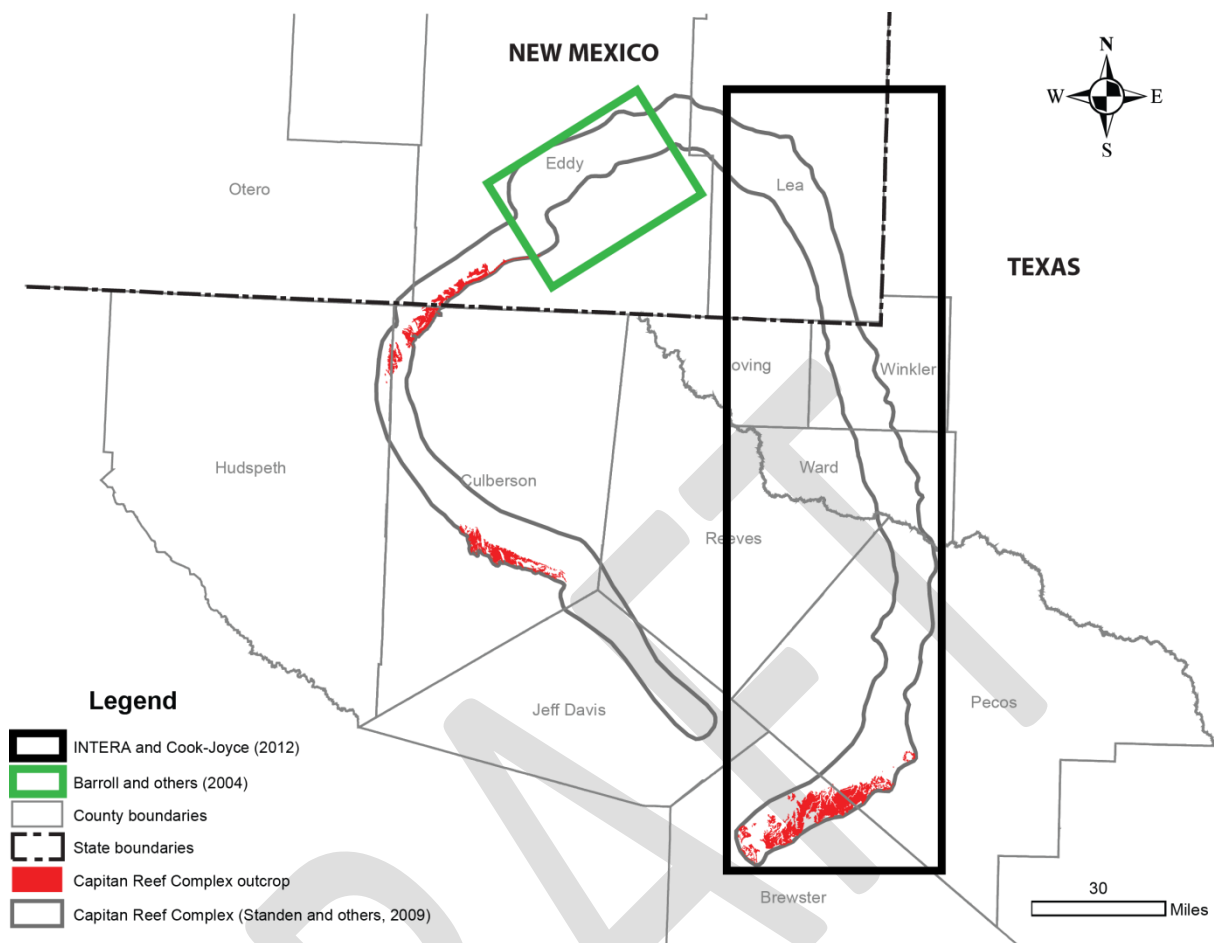 NEW MEXICO
N
W E
S
Eddy
Otero
Lea
TEXAS
oving
Winkler
Hudspeth
Culberson
Ward
Reeves
Jeff Davis
Pecos
Brewster
Legend
INTERA and Cook-Joyce (2012)
Barroll and others (2004)
County boundaries
State boundaries
Capitan Reef Complex outcrop
Capitan Reef Complex (Standen and others, 2009)
30
Miles
DRAFT